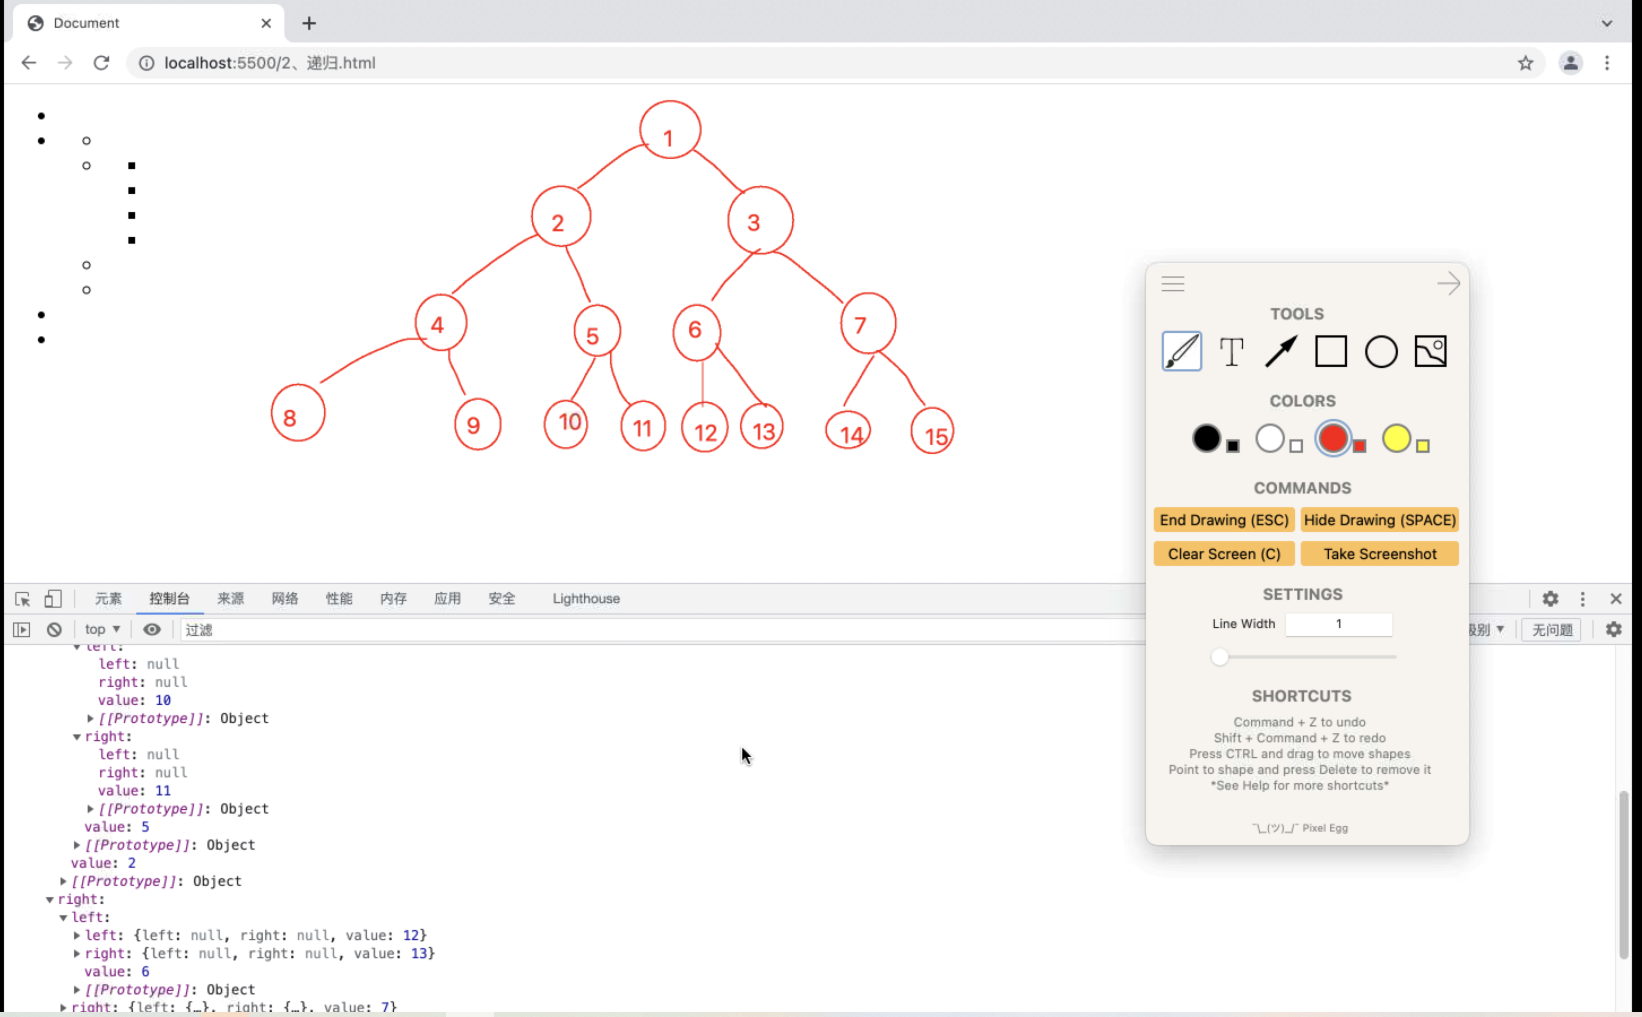 Document
localhost:5500/2、递归.html
1
2
3
4
5
6
7
8
9
10
11
12
13
14
15
TOOLS
COLORS
COMMANDS
End Drawing (ESC)
Hide Drawing (SPACE)
Clear Screen (C)
Take Screenshot
SETTINGS
Line Width
1
SHORTCUTS
Command + Z to undo
Shift + Command + Z to redo
Press CTRL and drag to move shapes
Point to shape and press Delete to remove it
*See Help for more shortcuts*
¯\_(ツ)_/¯ Pixel Egg
元素 控制台 来源 网络 性能 内存 应用 安全 Lighthouse
top ▼ 过滤 级别 ▼ 无问题
left:
left: null
right: null
value: 10
[[Prototype]]: Object
right:
left: null
right: null
value: 11
[[Prototype]]: Object
value: 5
[[Prototype]]: Object
value: 2
[[Prototype]]: Object
right:
left:
left: {left: null, right: null, value: 12}
right: {left: null, right: null, value: 13}
value: 6
[[Prototype]]: Object
right: {left: {…}, right: {…}, value: 7}